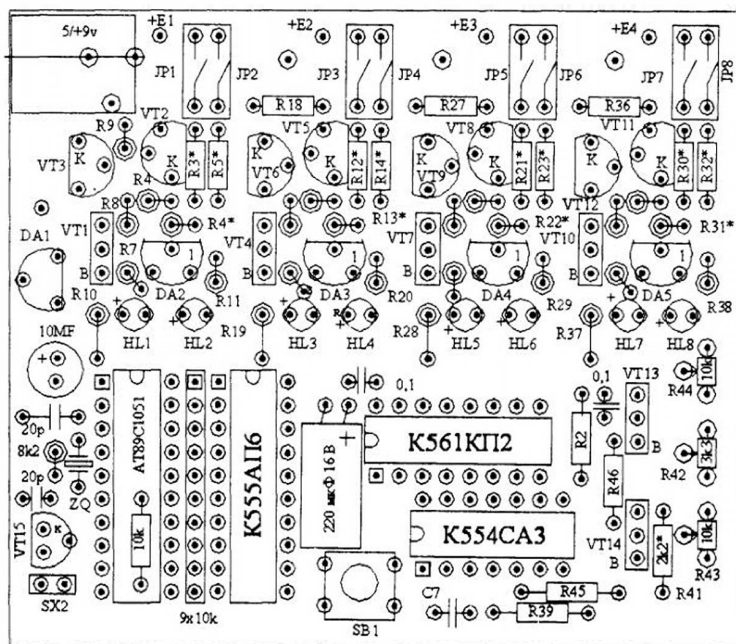 +E1 +E2 +E3 +E4
5/+9v
JP1 JP2 JP3 JP4 JP5 JP6 JP7 JP8
R18 R27 R36
R9 VT2 VT5 VT8 VT11
VT3 K K R3* R5* VT6 K K R12* R14* VT9 K K R21* R23* K K R30* R32*
R4 VT12
R8 R4* R13* R22* R31*
DA1 VT1 R7 VT4 VT7 VT10
1 1 1 1
B B B B
R10 DA2 R11 DA3 R20 DA4 R29 DA5 R38
10MF R19 R28 R37
+ + + + + + + +
HL1 HL2 HL3 HL4 HL5 HL6 HL7 HL8
+
0,1 0,1 VT13 10k
R44
20p AT89C1051 К555АП6 + К561КП2 R2 B
8k2 220 мкФ 16 В R46 R42 3k3
20p ZQ
VT15 K 10k К554СА3 VT14 B 2k2* 10k
R43
SX2 C7 R45 R41
9x10k R39
SB1